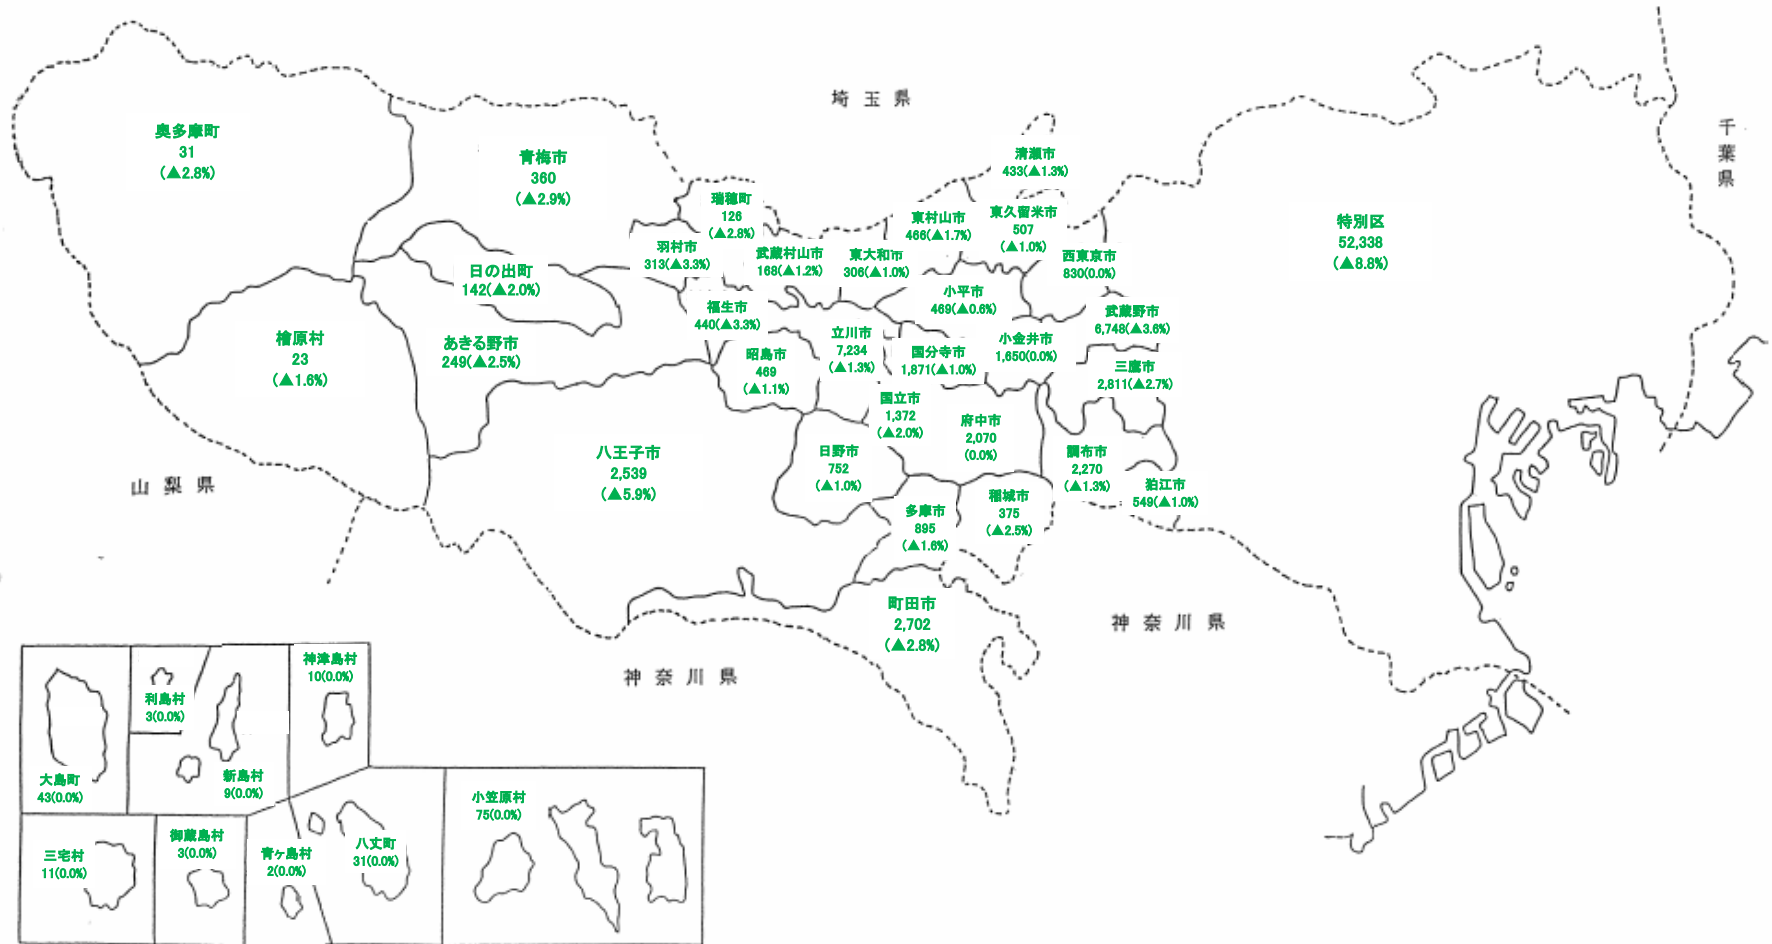 埼玉県
千葉県
奥多摩町
31
(▲2.8%)
青梅市
360
(▲2.9%)
瑞穂町
126
(▲2.8%)
清瀬市
433(▲1.3%)
東村山市
466(▲1.7%)
東久留米市
507
(▲1.0%)
特別区
52,338
(▲8.8%)
羽村市
313(▲3.3%)
武蔵村山市
168(▲1.2%)
東大和市
306(▲1.0%)
西東京市
830(0.0%)
日の出町
142(▲2.0%)
小平市
469(▲0.6%)
福生市
440(▲3.3%)
武蔵野市
6,748(▲3.6%)
檜原村
23
(▲1.6%)
あきる野市
249(▲2.5%)
昭島市
469
(▲1.1%)
立川市
7,234
(▲1.3%)
国分寺市
1,871(▲1.0%)
小金井市
1,650(0.0%)
三鷹市
2,811(▲2.7%)
国立市
1,372
(▲2.0%)
府中市
2,070
(0.0%)
八王子市
2,539
(▲5.9%)
日野市
752
(▲1.0%)
調布市
2,270
(▲1.3%)
狛江市
549(▲1.0%)
山梨県
多摩市
895
(▲1.6%)
稲城市
375
(▲2.5%)
町田市
2,702
(▲2.8%)
神奈川県
神奈川県
神津島村
10(0.0%)
利島村
3(0.0%)
大島町
43(0.0%)
新島村
9(0.0%)
小笠原村
75(0.0%)
三宅村
11(0.0%)
御蔵島村
3(0.0%)
青ヶ島村
2(0.0%)
八丈町
31(0.0%)